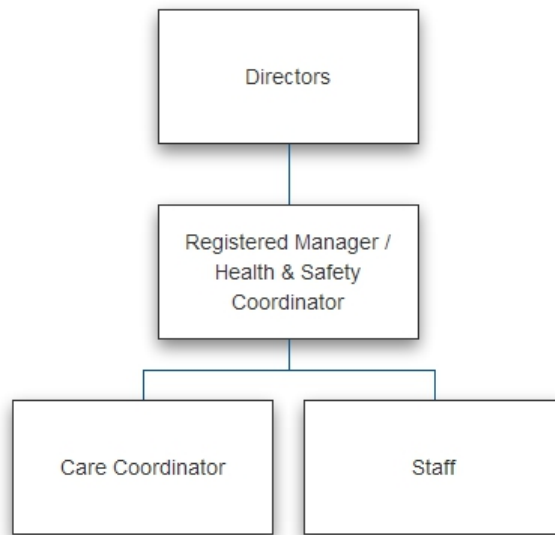 Directors
Registered Manager /
Health & Safety
Coordinator
Care Coordinator
Staff